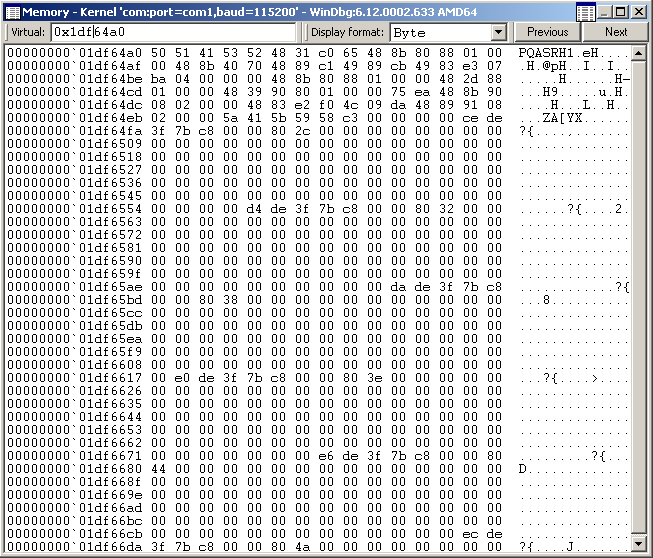 Memory - Kernel 'com:port=com1,baud=115200' - WinDbg:6.12.0002.633 AMD64
Virtual: 0x1df64a0 Display format: Byte Previous Next
00000000`01df64a0 50 51 41 53 52 48 31 c0 65 48 8b 80 88 01 00 PQASRH1.eH.....
00000000`01df64af 00 48 8b 40 70 48 89 c1 49 89 cb 49 83 e3 07 .H.@pH..I..I...
00000000`01df64be ba 04 00 00 00 48 8b 80 88 01 00 00 48 2d 88 .....H......H-.
00000000`01df64cd 01 00 00 48 39 90 80 01 00 00 75 ea 48 8b 90 ...H9.....u.H..
00000000`01df64dc 08 02 00 00 48 83 e2 f0 4c 09 da 48 89 91 08 ....H...L..H...
00000000`01df64eb 02 00 00 5a 41 5b 59 58 c3 00 00 00 00 ce de ...ZA[YX.......
00000000`01df64fa 3f 7b c8 00 00 80 2c 00 00 00 00 00 00 00 00 ?{....,........
00000000`01df6509 00 00 00 00 00 00 00 00 00 00 00 00 00 00 00 ...............
00000000`01df6518 00 00 00 00 00 00 00 00 00 00 00 00 00 00 00 ...............
00000000`01df6527 00 00 00 00 00 00 00 00 00 00 00 00 00 00 00 ...............
00000000`01df6536 00 00 00 00 00 00 00 00 00 00 00 00 00 00 00 ...............
00000000`01df6545 00 00 00 00 00 00 00 00 00 00 00 00 00 00 00 ...............
00000000`01df6554 00 00 00 00 d4 de 3f 7b c8 00 00 80 32 00 00 ......?{....2..
00000000`01df6563 00 00 00 00 00 00 00 00 00 00 00 00 00 00 00 ...............
00000000`01df6572 00 00 00 00 00 00 00 00 00 00 00 00 00 00 00 ...............
00000000`01df6581 00 00 00 00 00 00 00 00 00 00 00 00 00 00 00 ...............
00000000`01df6590 00 00 00 00 00 00 00 00 00 00 00 00 00 00 00 ...............
00000000`01df659f 00 00 00 00 00 00 00 00 00 00 00 00 00 00 00 ...............
00000000`01df65ae 00 00 00 00 00 00 00 00 00 00 da de 3f 7b c8 ............?{.
00000000`01df65bd 00 00 80 38 00 00 00 00 00 00 00 00 00 00 00 ...8...........
00000000`01df65cc 00 00 00 00 00 00 00 00 00 00 00 00 00 00 00 ...............
00000000`01df65db 00 00 00 00 00 00 00 00 00 00 00 00 00 00 00 ...............
00000000`01df65ea 00 00 00 00 00 00 00 00 00 00 00 00 00 00 00 ...............
00000000`01df65f9 00 00 00 00 00 00 00 00 00 00 00 00 00 00 00 ...............
00000000`01df6608 00 00 00 00 00 00 00 00 00 00 00 00 00 00 00 ...............
00000000`01df6617 00 e0 de 3f 7b c8 00 00 80 3e 00 00 00 00 00 ...?{....>.....
00000000`01df6626 00 00 00 00 00 00 00 00 00 00 00 00 00 00 00 ...............
00000000`01df6635 00 00 00 00 00 00 00 00 00 00 00 00 00 00 00 ...............
00000000`01df6644 00 00 00 00 00 00 00 00 00 00 00 00 00 00 00 ...............
00000000`01df6653 00 00 00 00 00 00 00 00 00 00 00 00 00 00 00 ...............
00000000`01df6662 00 00 00 00 00 00 00 00 00 00 00 00 00 00 00 ...............
00000000`01df6671 00 00 00 00 00 00 00 e6 de 3f 7b c8 00 00 80 .........?{....
00000000`01df6680 44 00 00 00 00 00 00 00 00 00 00 00 00 00 00 D..............
00000000`01df668f 00 00 00 00 00 00 00 00 00 00 00 00 00 00 00 ...............
00000000`01df669e 00 00 00 00 00 00 00 00 00 00 00 00 00 00 00 ...............
00000000`01df66ad 00 00 00 00 00 00 00 00 00 00 00 00 00 00 00 ...............
00000000`01df66bc 00 00 00 00 00 00 00 00 00 00 00 00 00 00 00 ...............
00000000`01df66cb 00 00 00 00 00 00 00 00 00 00 00 00 00 ec de ...............
00000000`01df66da 3f 7b c8 00 00 80 4a 00 00 00 00 00 00 00 00 ?{....J........